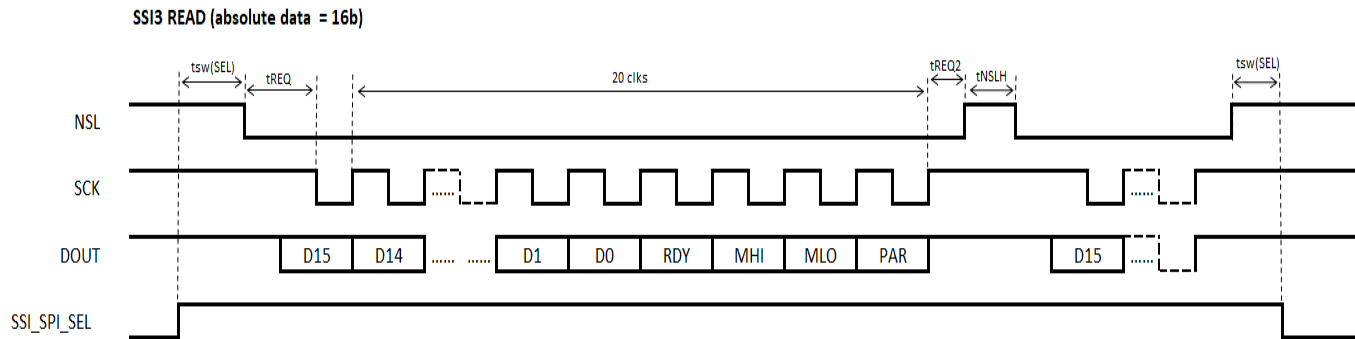 SSI3 READ (absolute data = 16b)
tsw(SEL) tREQ 20 clks tREQ2 tNSLH tsw(SEL)
NSL
SCK ...... ......
DOUT D15 D14 ...... ...... D1 D0 RDY MHI MLO PAR D15 ......
SSI_SPI_SEL